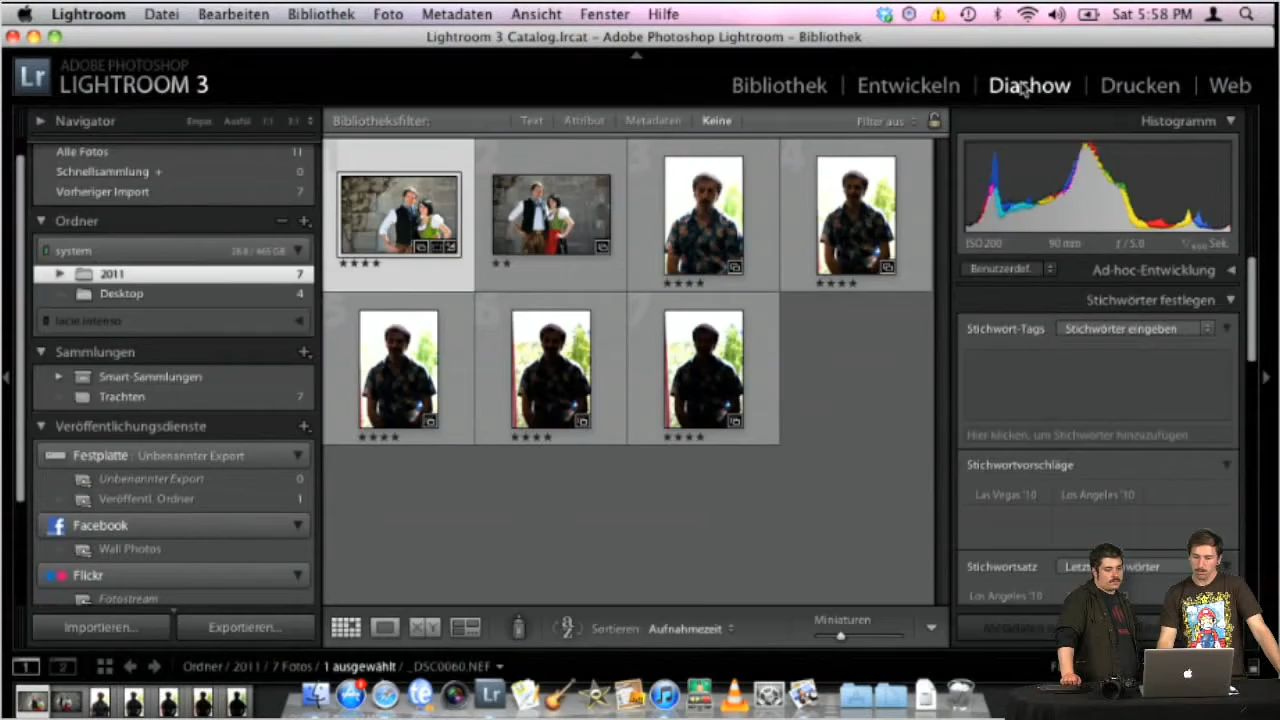 Lightroom Datei Bearbeiten Bibliothek Foto Metadaten Ansicht Fenster Hilfe Sat 5:58 PM
Lightroom 3 Catalog.lrcat – Adobe Photoshop Lightroom – Bibliothek
Lr ADOBE PHOTOSHOP
LIGHTROOM 3
Bibliothek | Entwickeln | Diashow | Drucken | Web
Navigator
Bibliotheksfilter: Text Attribut Metadaten Keine Filter aus
Histogramm
Alle Fotos 11
Schnellsammlung + 0
Vorheriger Import 7
Ordner
system
2011 7
Desktop 4
Sammlungen
Smart-Sammlungen
Trachten 7
Veröffentlichungsdienste
Festplatte Unbenannter Export
Unbenannter Export 0
Veröffentl. Ordner 1
Facebook
Wall Photos
Flickr
Fotostream
Importieren... Exportieren...
ISO 200 90 mm f / 5.0
Benutzerdef. Ad-hoc-Entwicklung
Stichwörter festlegen
Stichwort-Tags Stichwörter eingeben
Hier klicken, um Stichwörter hinzuzufügen
Stichwortvorschläge
Las Vegas '10 Los Angeles '10
Stichwortsatz
Los Angeles '10
Sortieren: Aufnahmezeit Miniaturen
1 2 Ordner / 2011 / 7 Fotos / 1 ausgewählt / _DSC0060.NEF
Lr